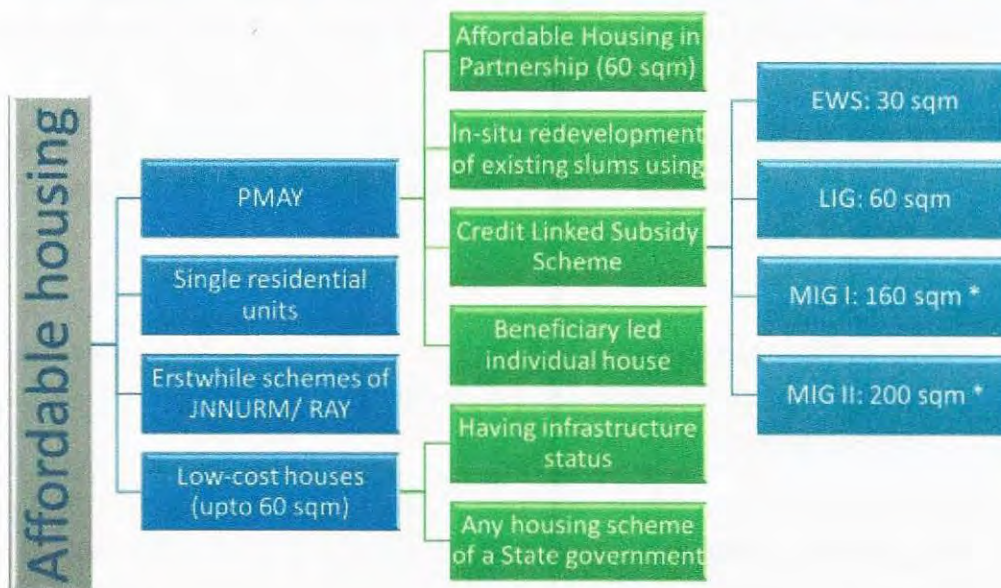 Affordable housing
PMAY
Single residential
units
Erstwhile schemes of
JNNURM/ RAY
Low-cost houses
(upto 60 sqm)
Affordable Housing in
Partnership (60 sqm)
In-situ redevelopment
of existing slums using
Credit Linked Subsidy
Scheme
Beneficiary led
individual house
Having infrastructure
status
Any housing scheme
of a State government
EWS: 30 sqm
LIG: 60 sqm
MIG I: 160 sqm *
MIG II: 200 sqm *